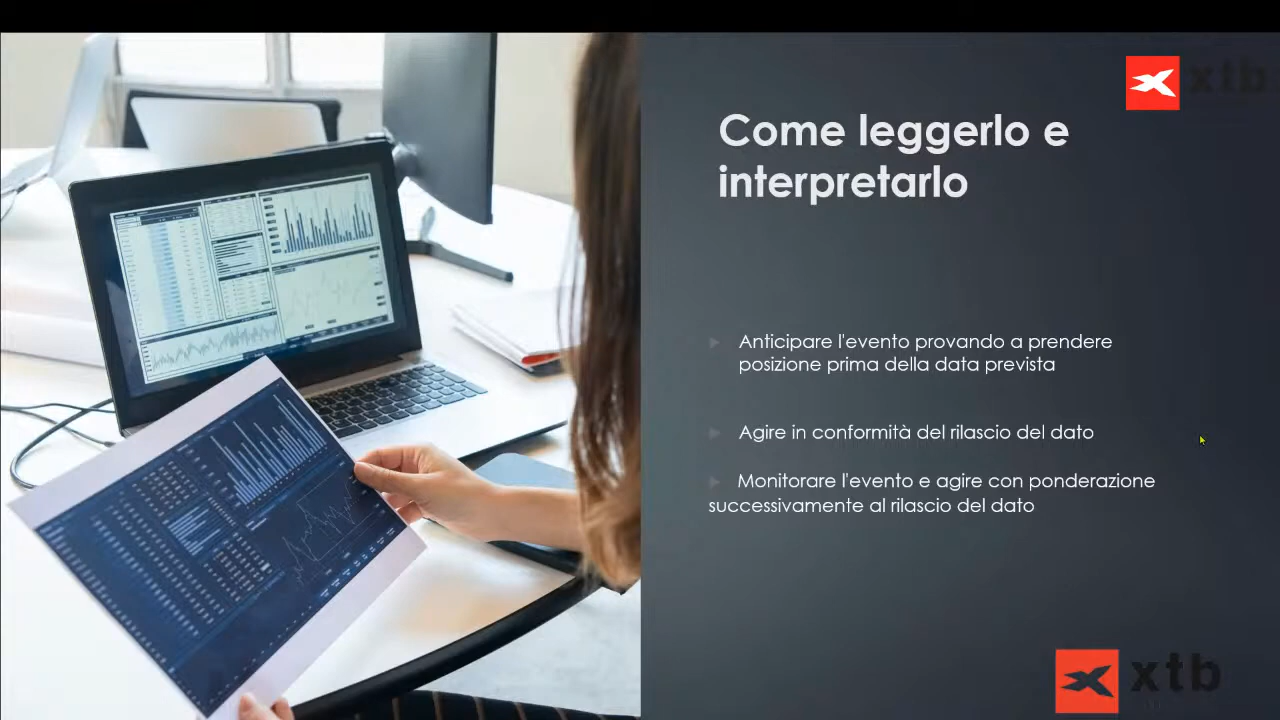 xtb
Come leggerlo e
interpretarlo
Anticipare l'evento provando a prendere
posizione prima della data prevista
Agire in conformità del rilascio del dato
Monitorare l'evento e agire con ponderazione
successivamente al rilascio del dato
xtb